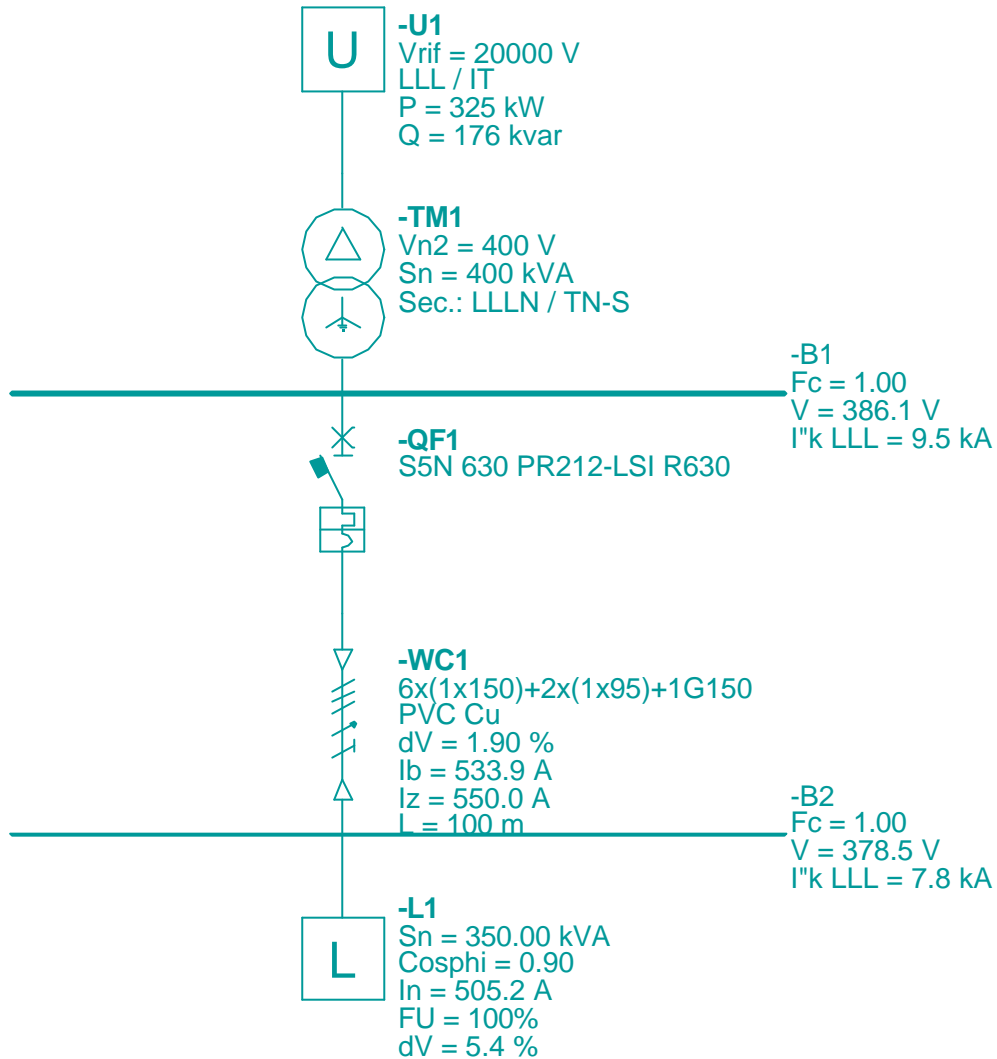 U
-U1
Vrif = 20000 V
LLL / IT
P = 325 kW
Q = 176 kvar
-TM1
Vn2 = 400 V
Sn = 400 kVA
Sec.: LLLN / TN-S
-B1
Fc = 1.00
V = 386.1 V
I"k LLL = 9.5 kA
-QF1
S5N 630 PR212-LSI R630
-WC1
6x(1x150)+2x(1x95)+1G150
PVC Cu
dV = 1.90 %
Ib = 533.9 A
Iz = 550.0 A
L = 100 m
-B2
Fc = 1.00
V = 378.5 V
I"k LLL = 7.8 kA
L
-L1
Sn = 350.00 kVA
Cosphi = 0.90
In = 505.2 A
FU = 100%
dV = 5.4 %